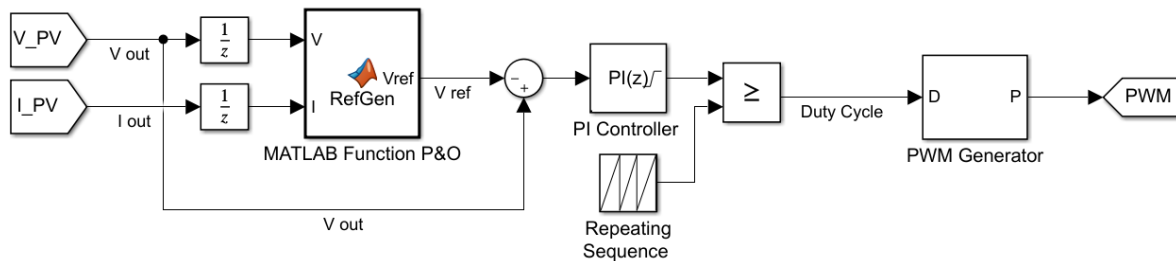 V_PV
V out
1
z
V
I
RefGen
Vref
V ref
I_PV
I out
1
z
MATLAB Function P&O
−
+
PI(z)
PI Controller
≥
Duty Cycle
D
P
PWM Generator
PWM
V out
Repeating
Sequence